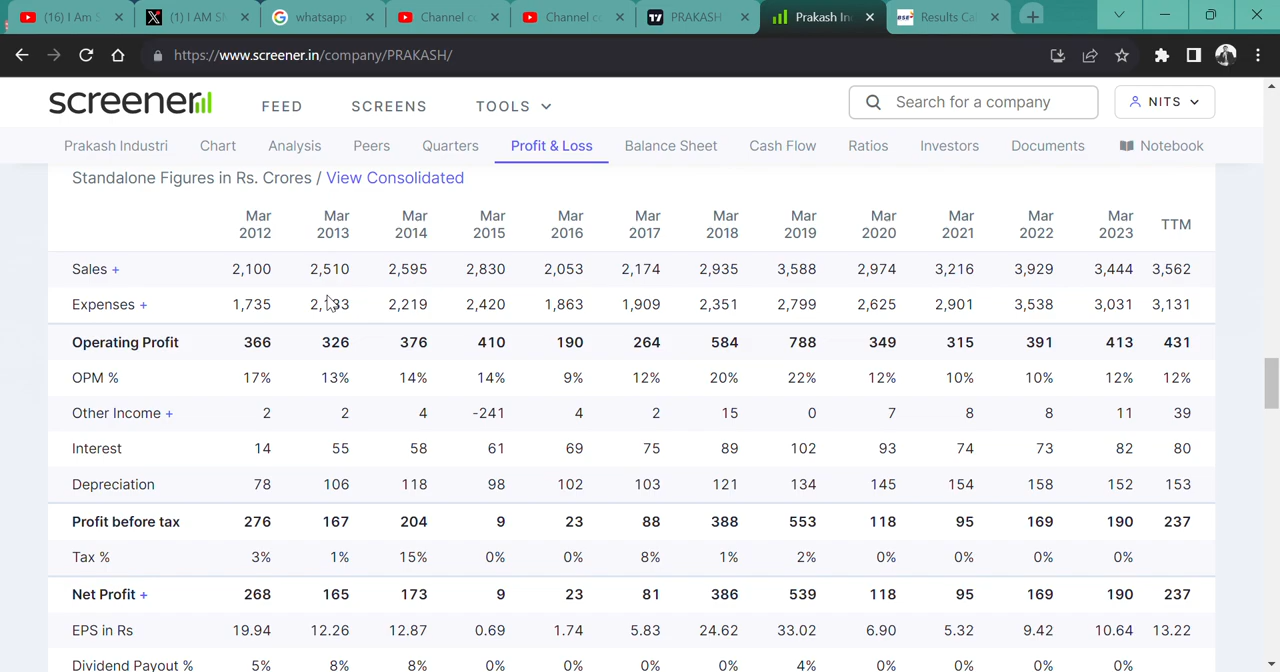 (16) I Am S
(1) I AM SM
whatsapp
Channel co
Channel co
PRAKASH
Prakash Ind
Results Cal
https://www.screener.in/company/PRAKASH/
screener
FEED
SCREENS
TOOLS
Search for a company
NITS
Prakash Industri
Chart
Analysis
Peers
Quarters
Profit & Loss
Balance Sheet
Cash Flow
Ratios
Investors
Documents
Notebook
Standalone Figures in Rs. Crores / View Consolidated
Mar 2012 Mar 2013 Mar 2014 Mar 2015 Mar 2016 Mar 2017 Mar 2018 Mar 2019 Mar 2020 Mar 2021 Mar 2022 Mar 2023 TTM
Sales + 2,100 2,510 2,595 2,830 2,053 2,174 2,935 3,588 2,974 3,216 3,929 3,444 3,562
Expenses + 1,735 2,219 2,420 1,863 1,909 2,351 2,799 2,625 2,901 3,538 3,031 3,131
Operating Profit 366 326 376 410 190 264 584 788 349 315 391 413 431
OPM % 17% 13% 14% 14% 9% 12% 20% 22% 12% 10% 10% 12% 12%
Other Income + 2 2 4 -241 4 2 15 0 7 8 8 11 39
Interest 14 55 58 61 69 75 89 102 93 74 73 82 80
Depreciation 78 106 118 98 102 103 121 134 145 154 158 152 153
Profit before tax 276 167 204 9 23 88 388 553 118 95 169 190 237
Tax % 3% 1% 15% 0% 0% 8% 1% 2% 0% 0% 0% 0%
Net Profit + 268 165 173 9 23 81 386 539 118 95 169 190 237
EPS in Rs 19.94 12.26 12.87 0.69 1.74 5.83 24.62 33.02 6.90 5.32 9.42 10.64 13.22
Dividend Payout % 5% 8% 8% 0% 0% 0% 0% 4% 0% 0% 0% 0%